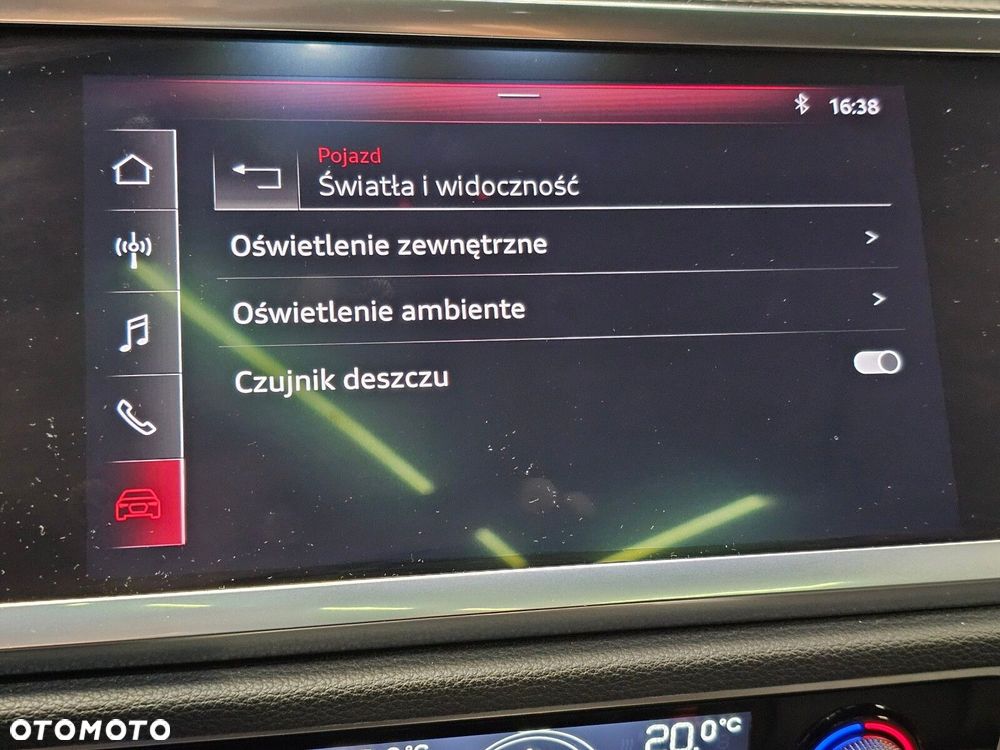 16:38
Pojazd
Światła i widoczność
Oświetlenie zewnętrzne
Oświetlenie ambiente
Czujnik deszczu
OTOMOTO
°C
20.0°C